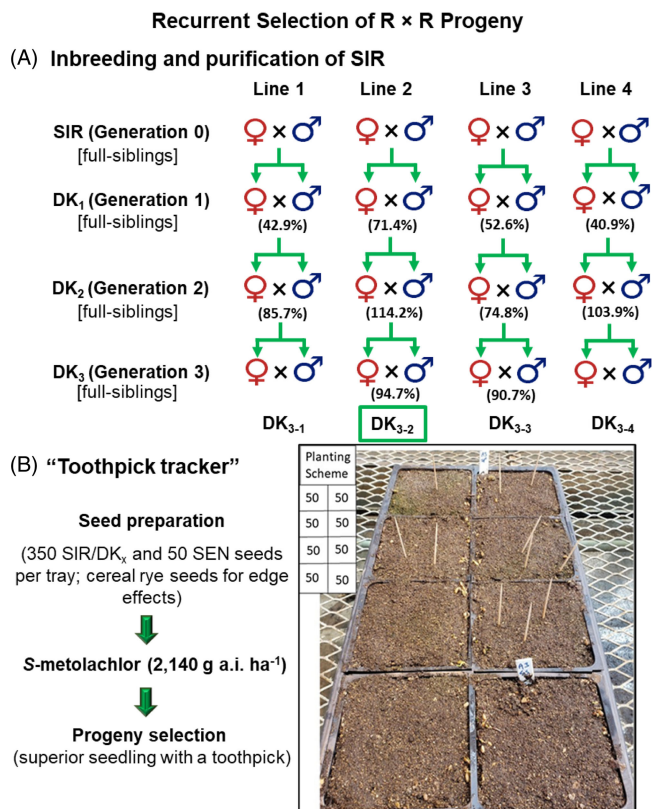 Recurrent Selection of R × R Progeny
(A) Inbreeding and purification of SIR
Line 1 Line 2 Line 3 Line 4
SIR (Generation 0) ♀ × ♂ ♀ × ♂ ♀ × ♂ ♀ × ♂
[full-siblings]
DK₁ (Generation 1) ♀ × ♂ ♀ × ♂ ♀ × ♂ ♀ × ♂
[full-siblings] (42.9%) (71.4%) (52.6%) (40.9%)
DK₂ (Generation 2) ♀ × ♂ ♀ × ♂ ♀ × ♂ ♀ × ♂
[full-siblings] (85.7%) (114.2%) (74.8%) (103.9%)
DK₃ (Generation 3) ♀ × ♂ ♀ × ♂ ♀ × ♂ ♀ × ♂
[full-siblings] (94.7%) (90.7%)
DK₃₋₁ DK₃₋₂ DK₃₋₃ DK₃₋₄
(B) “Toothpick tracker”
Seed preparation
(350 SIR/DKₓ and 50 SEN seeds
per tray; cereal rye seeds for edge
effects)
S-metolachlor (2,140 g a.i. ha⁻¹)
Progeny selection
(superior seedling with a toothpick)
Planting
Scheme
50 50
50 50
50 50
50 50